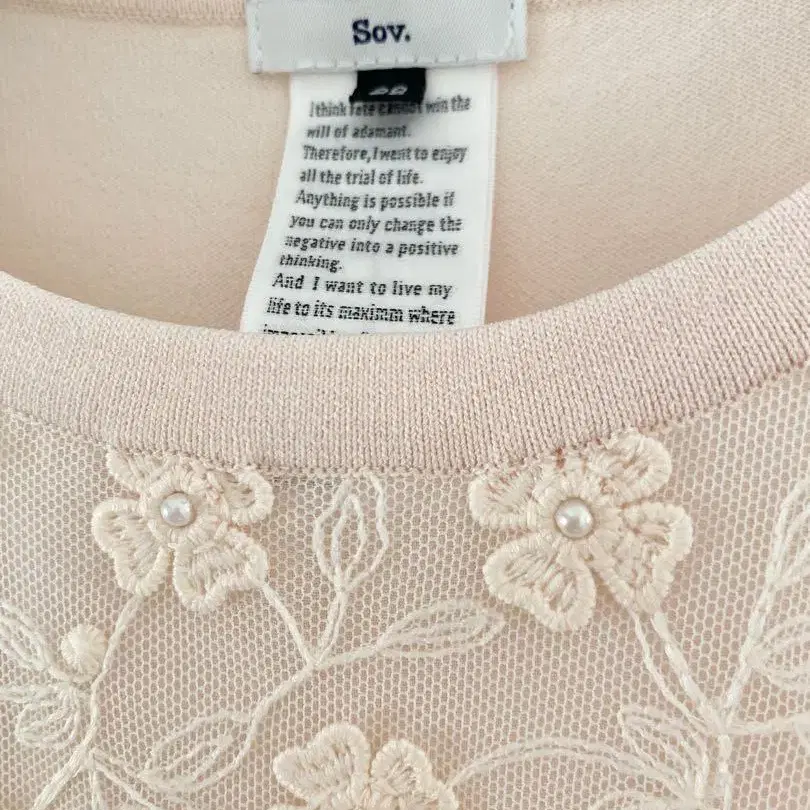 Sov.
I think fate cannot win the
will of adamant.
Therefore, I went to enjoy
all the trial of life.
Anything is possible if
you can only change the
negative into a positive
thinking.
And I want to live my
life to its maximm where